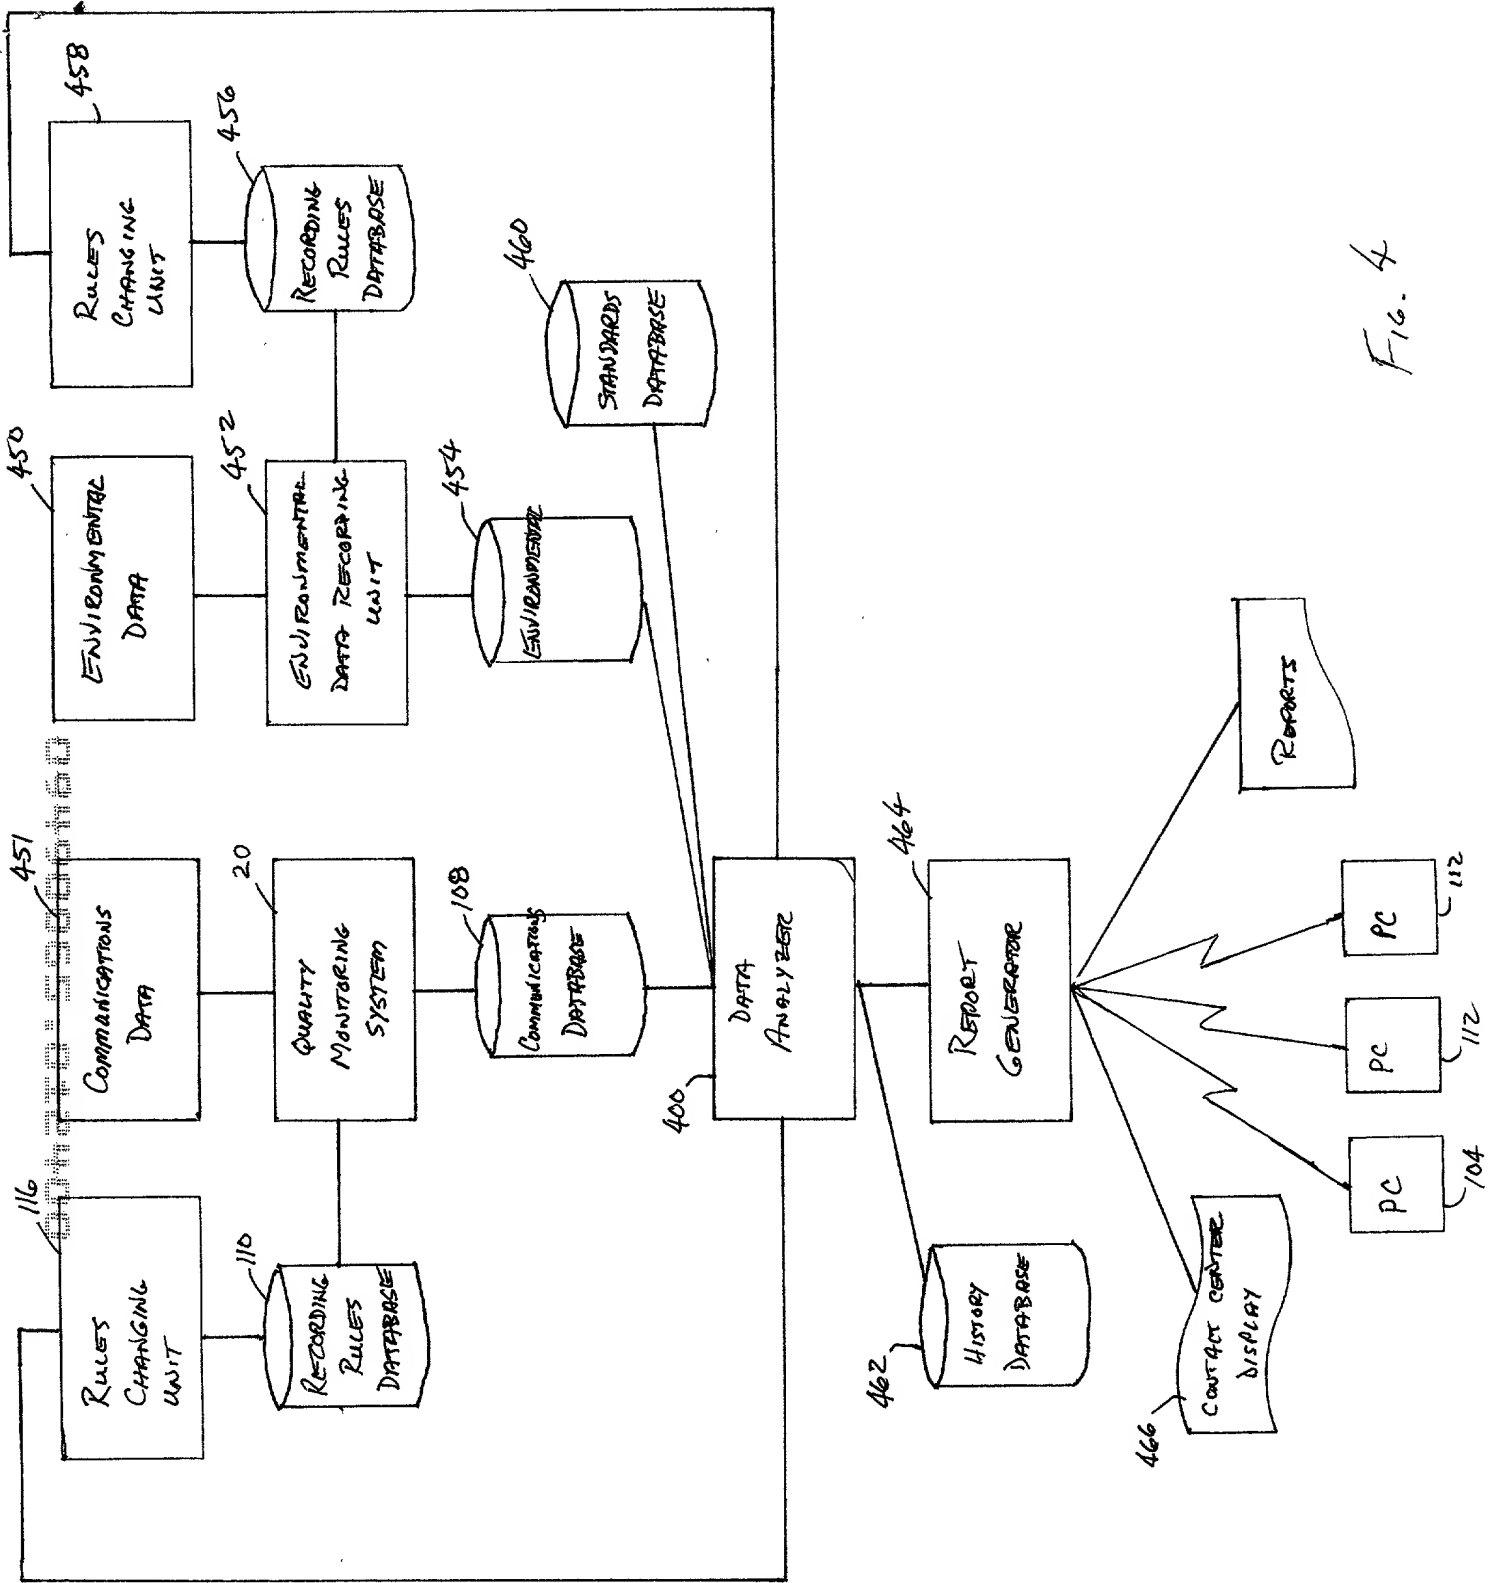 116
RULES
CHANGING
UNIT
451
COMMUNICATIONS
DATA
450
ENVIRONMENTAL
DATA
458
RULES
CHANGING
UNIT
110
RECORDING
RULES
DATABASE
20
QUALITY
MONITORING
SYSTEM
452
ENVIRONMENTAL
DATA RECORDING
UNIT
456
RECORDING
RULES
DATABASE
108
COMMUNICATIONS
DATABASE
454
ENVIRONMENTAL
460
STANDARDS
DATABASE
400
DATA
ANALYZER
462
HISTORY
DATABASE
464
REPORT
GENERATOR
466
CONTACT CENTER
DISPLAY
PC
104
PC
112
PC
112
REPORTS
FIG. 4